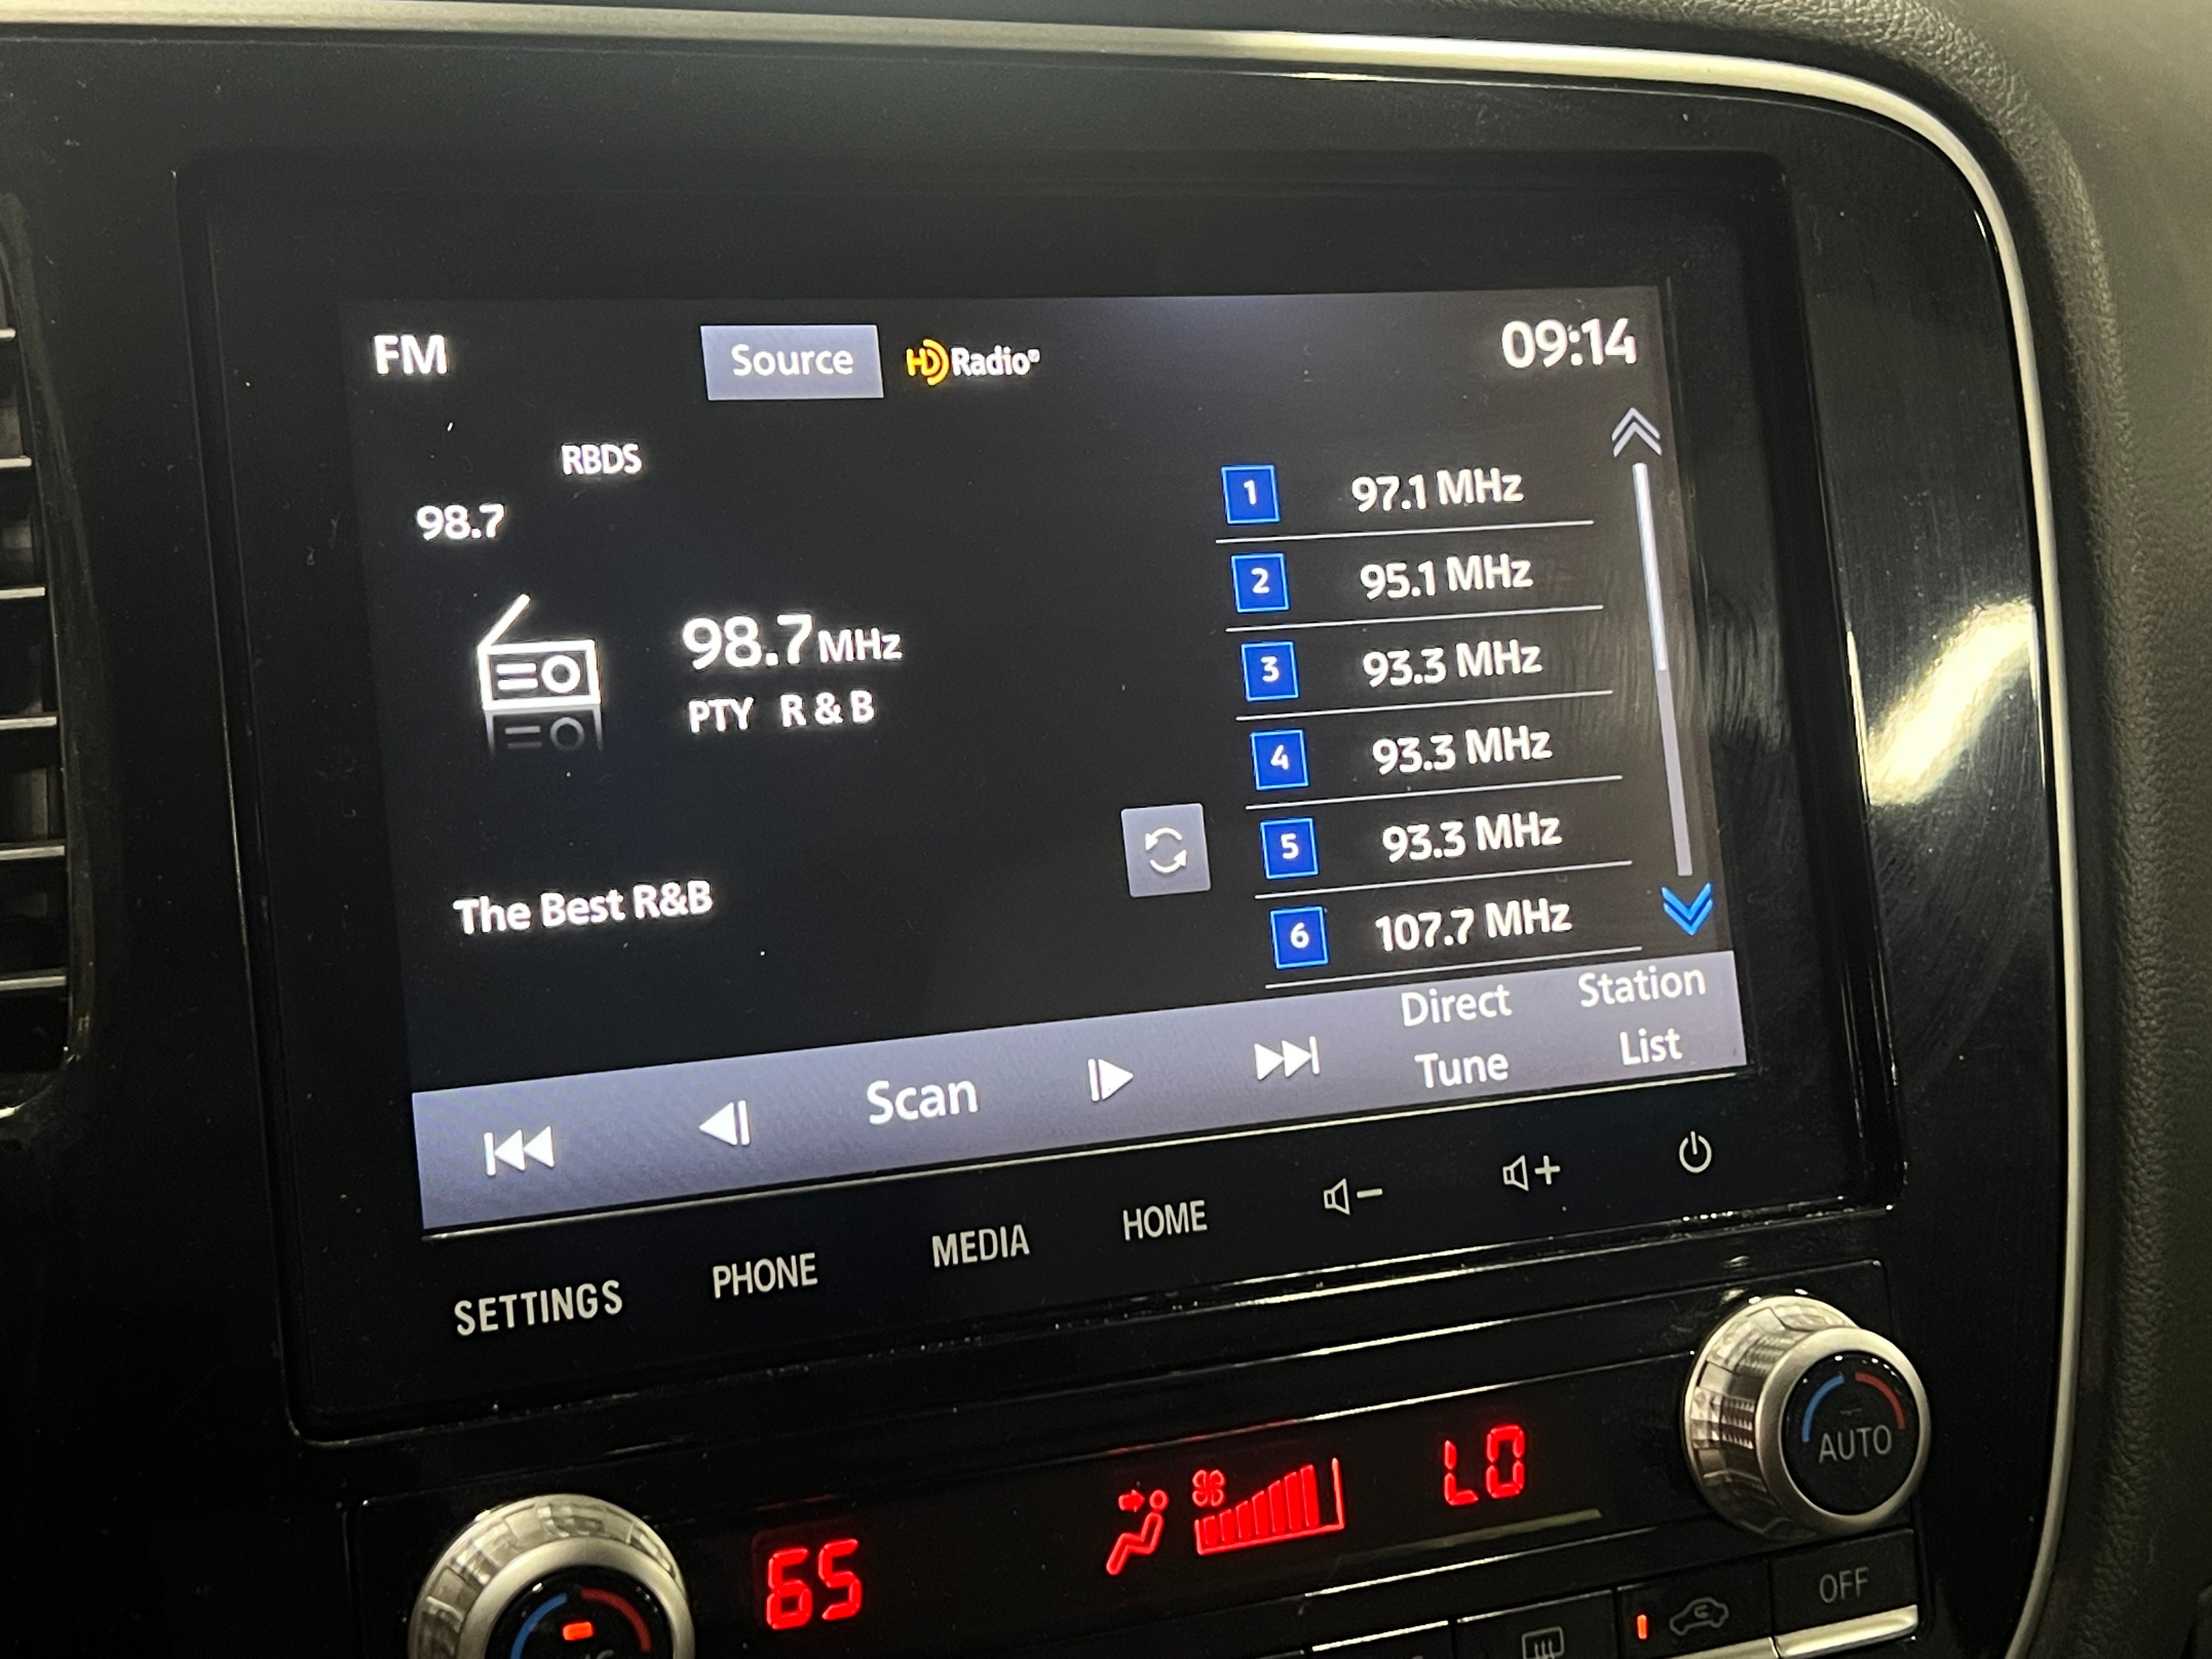 FM
Source
HD Radio®
09:14
RBDS
98.7
98.7 MHz
PTY R & B
The Best R&B
1 97.1 MHz
2 95.1 MHz
3 93.3 MHz
4 93.3 MHz
5 93.3 MHz
6 107.7 MHz
Scan
Direct
Tune
Station
List
SETTINGS
PHONE
MEDIA
HOME
65
LO
AUTO
OFF